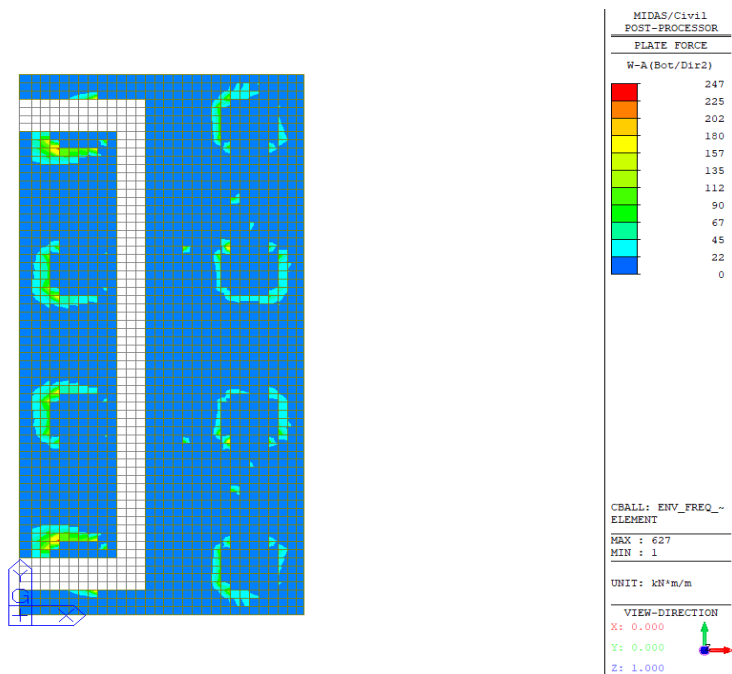 MIDAS/Civil
POST-PROCESSOR
PLATE FORCE
W-A(Bot/Dir2)
247
225
202
180
157
135
112
90
67
45
22
0
CBALL: ENV_FREQ_~
ELEMENT
MAX : 627
MIN : 1
UNIT: kN*m/m
VIEW-DIRECTION
X: 0.000
Y: 0.000
Z: 1.000
Z
Y
X